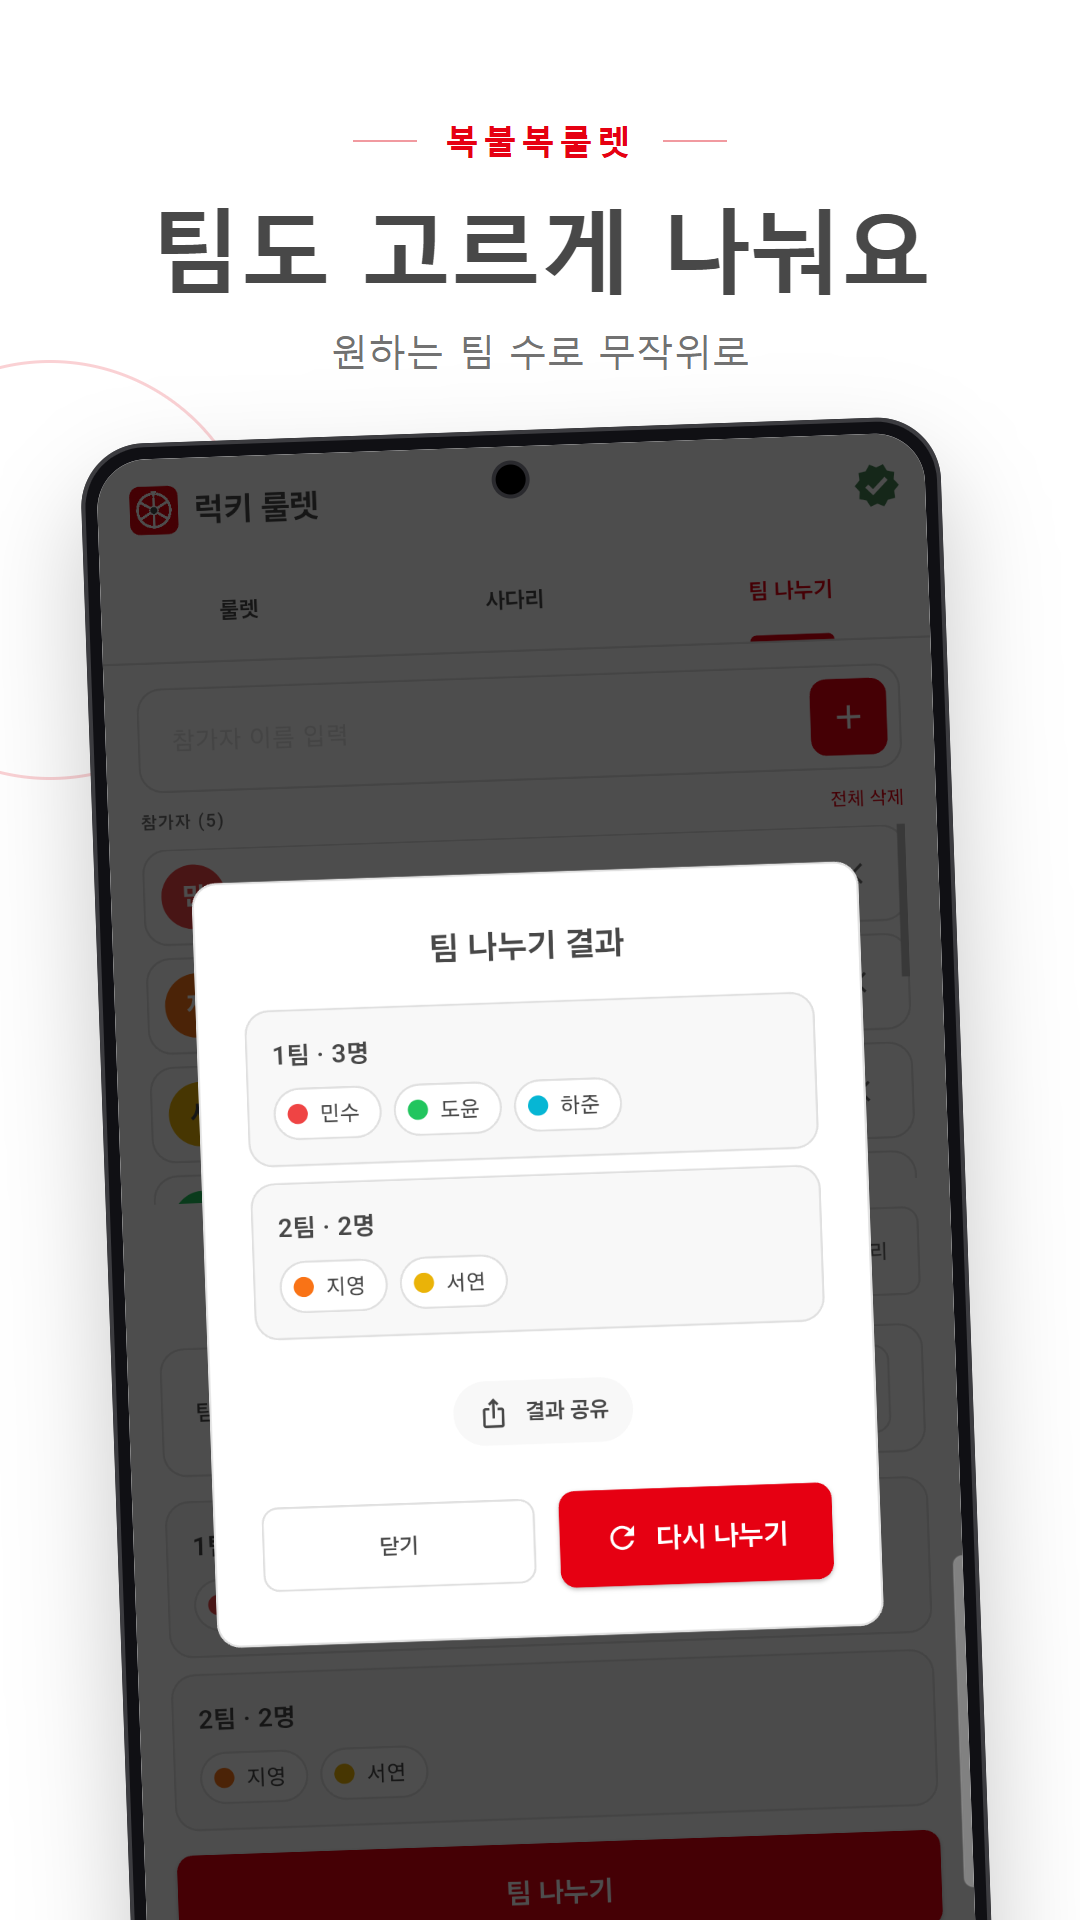 복불복룰렛
팀도 고르게 나눠요
원하는 팀 수로 무작위로
럭키 룰렛
룰렛 사다리 팀 나누기
참가자 이름 입력
전체 삭제
참가자 (5)
팀 나누기 결과
1팀 · 3명
민수 도윤 하준
2팀 · 2명
지영 서연
결과 공유
닫기 다시 나누기
2팀 · 2명
지영 서연
팀 나누기